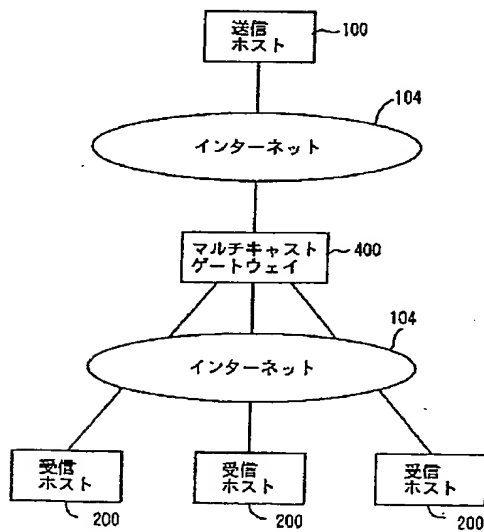 送信
ホスト
100
104
インターネット
マルチキャスト
ゲートウェイ
400
104
インターネット
受信
ホスト
200
受信
ホスト
200
受信
ホスト
200